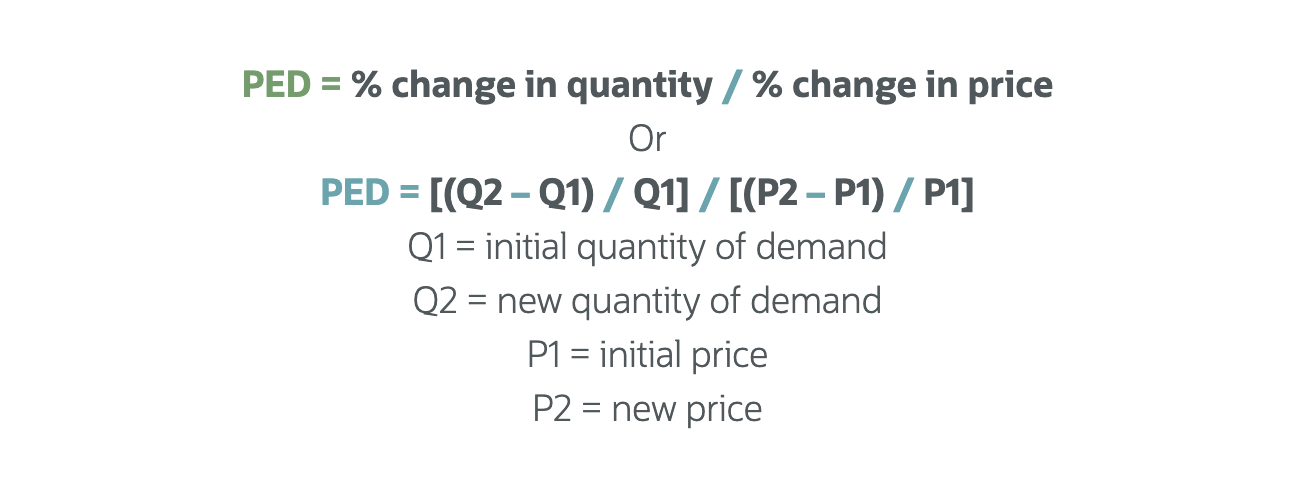 PED = % change in quantity / % change in price
Or
PED = [(Q2 – Q1) / Q1] / [(P2 – P1) / P1]
Q1 = initial quantity of demand
Q2 = new quantity of demand
P1 = initial price
P2 = new price